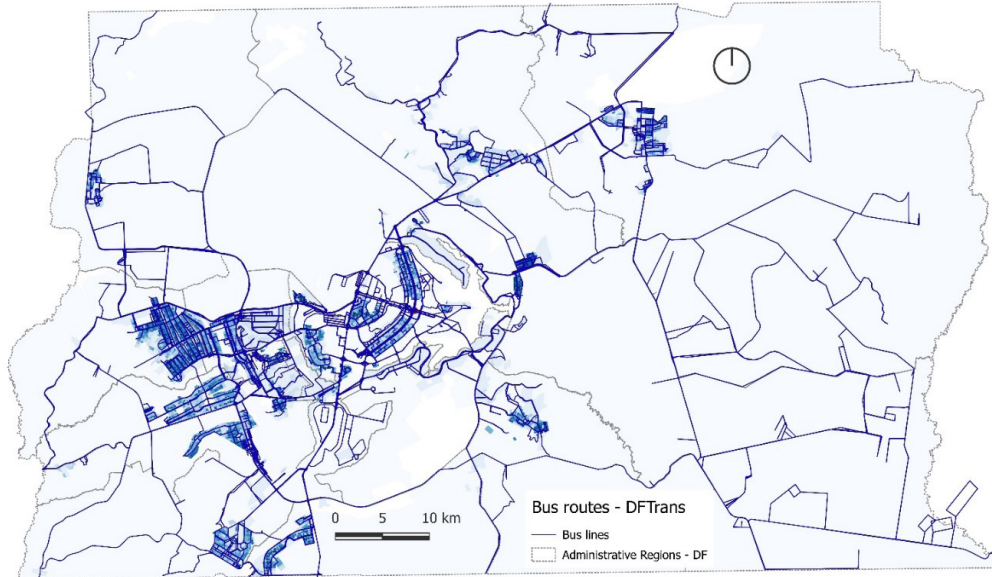 0 5 10 km
Bus routes - DFTrans
Bus lines
Administrative Regions - DF